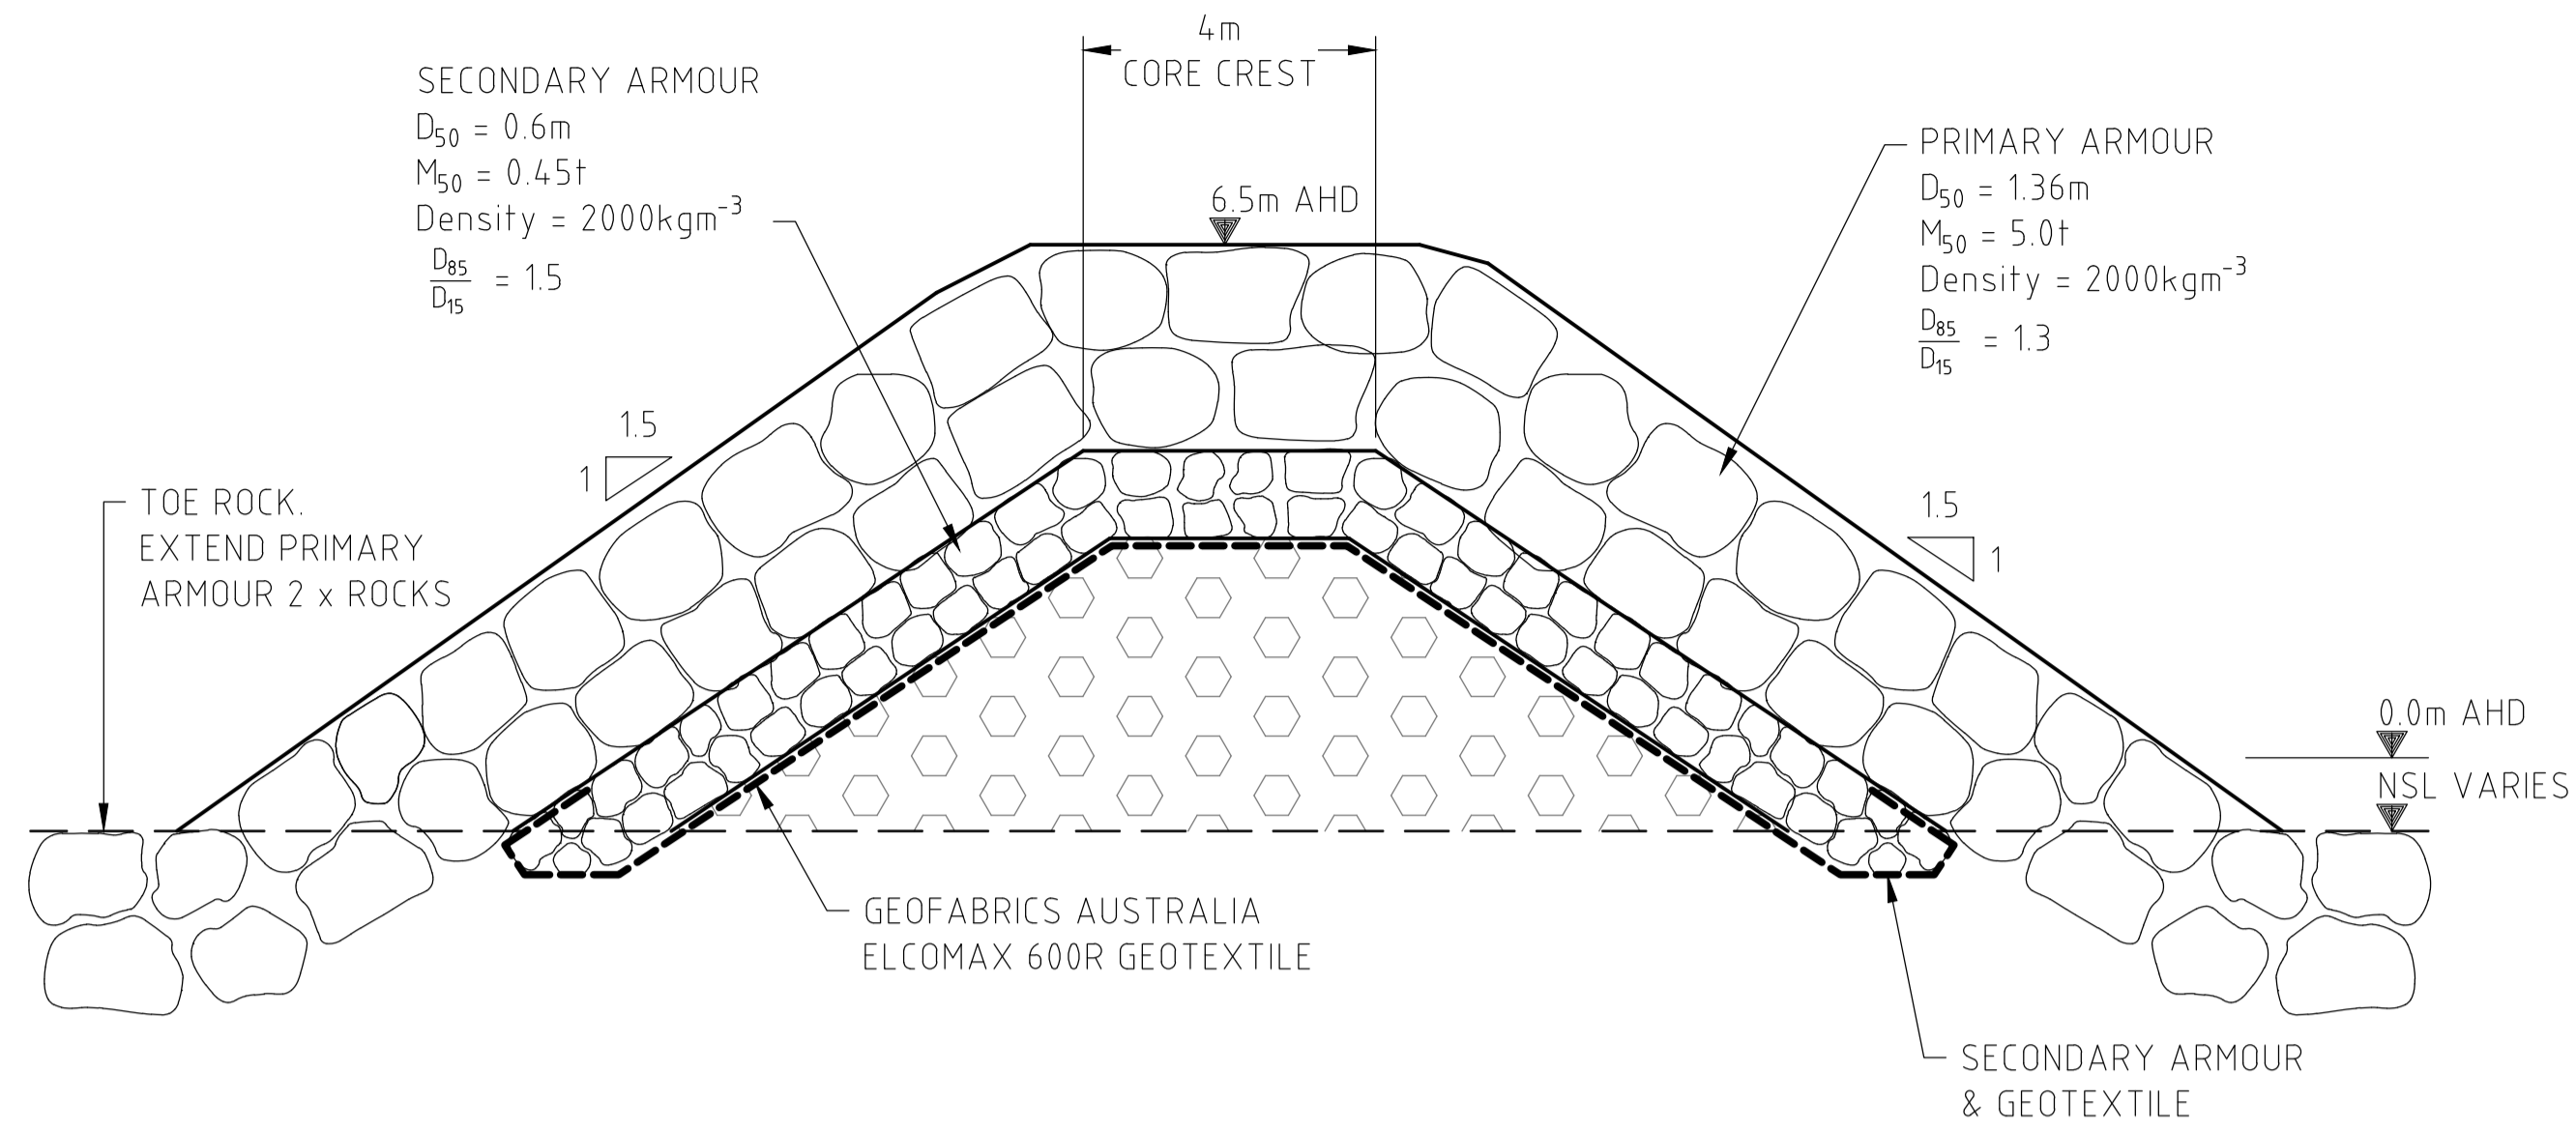 4m
CORE CREST
SECONDARY ARMOUR
D50 = 0.6m
M50 = 0.45t
Density = 2000kgm-3
D85
D15
= 1.5
6.5m AHD
PRIMARY ARMOUR
D50 = 1.36m
M50 = 5.0t
Density = 2000kgm-3
D85
D15
= 1.3
1.5
1
TOE ROCK.
EXTEND PRIMARY
ARMOUR 2 x ROCKS
1.5
1
0.0m AHD
NSL VARIES
GEOFABRICS AUSTRALIA
ELCOMAX 600R GEOTEXTILE
SECONDARY ARMOUR
& GEOTEXTILE